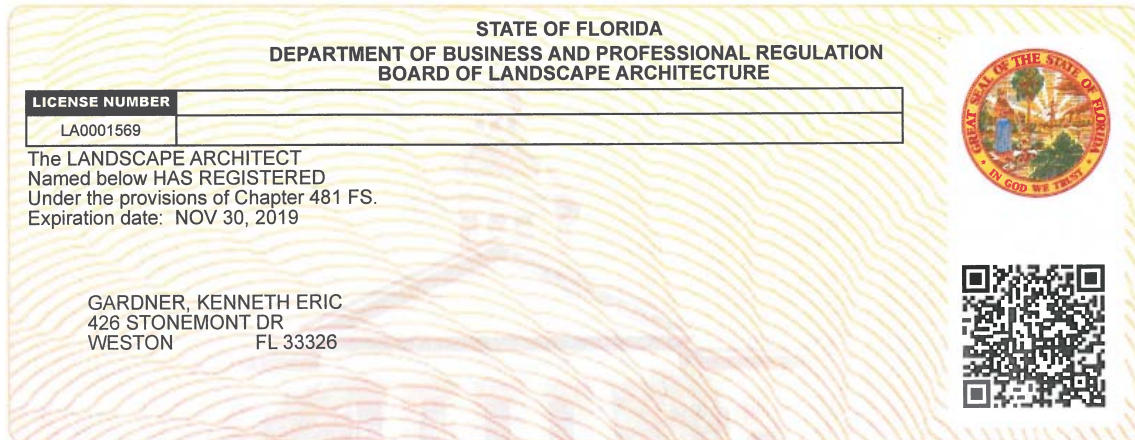 STATE OF FLORIDA
DEPARTMENT OF BUSINESS AND PROFESSIONAL REGULATION
BOARD OF LANDSCAPE ARCHITECTURE
LICENSE NUMBER
LA0001569
The LANDSCAPE ARCHITECT
Named below HAS REGISTERED
Under the provisions of Chapter 481 FS.
Expiration date: NOV 30, 2019
GARDNER, KENNETH ERIC
426 STONEMONT DR
WESTON FL 33326
GREAT SEAL OF THE STATE OF FLORIDA
IN GOD WE TRUST